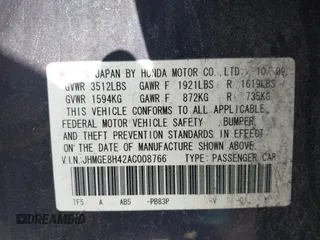 JAPAN BY HONDA MOTOR CO.,LTD. 10/09
GVWR 3512LBS GAWR F 1921LBS R 1619LBS
GVWR 1594KG GAWR F 872KG R 735KG
THIS VEHICLE CONFORMS TO ALL APPLICABLE
FEDERAL MOTOR VEHICLE SAFETY, BUMPER,
AND THEFT PREVENTION STANDARDS IN EFFECT ON
THE DATE OF MANUFACTURE SHOWN ABOVE.
V.I.N.:JHMGE8H42AC008766 TYPE: PASSENGER CAR
TF5 A AB5 -PB83P -V
DREAMBID